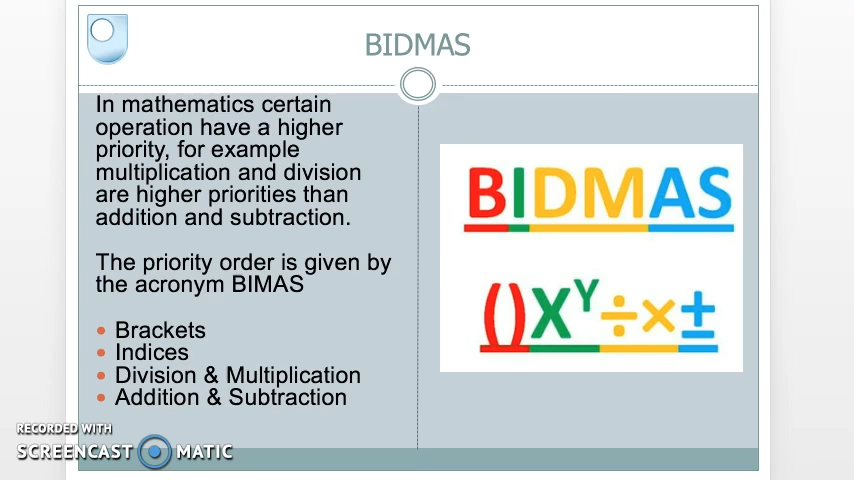 BIDMAS
In mathematics certain
operation have a higher
priority, for example
multiplication and division
are higher priorities than
addition and subtraction.
The priority order is given by
the acronym BIMAS
• Brackets
• Indices
• Division & Multiplication
• Addition & Subtraction
BIDMAS
()Xʸ÷×±
RECORDED WITH
SCREENCAST MATIC